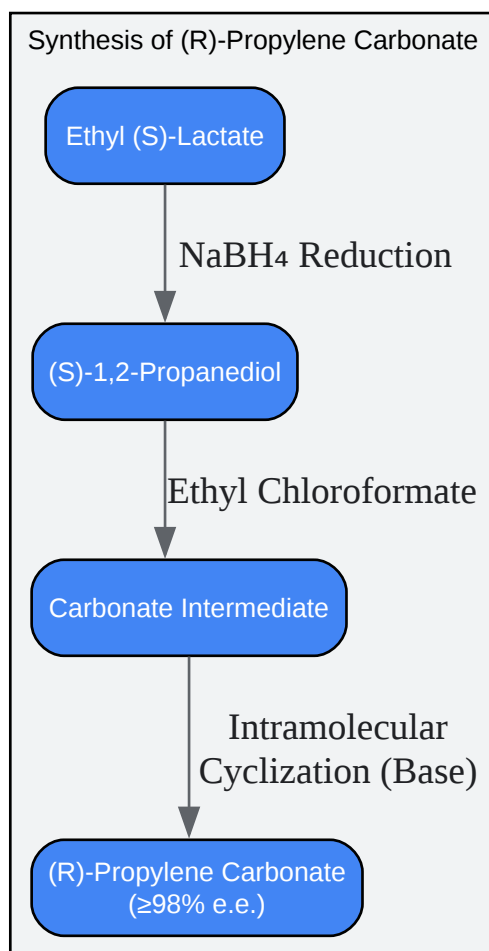 Synthesis of (R)-Propylene Carbonate
Ethyl (S)-Lactate
NaBH₄ Reduction
(S)-1,2-Propanediol
Ethyl Chloroformate
Carbonate Intermediate
Intramolecular
Cyclization (Base)
(R)-Propylene Carbonate
(≥98% e.e.)